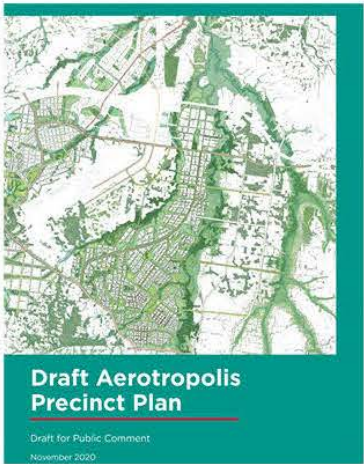 Draft Aerotropolis
Precinct Plan
Draft for Public Comment
November 2020